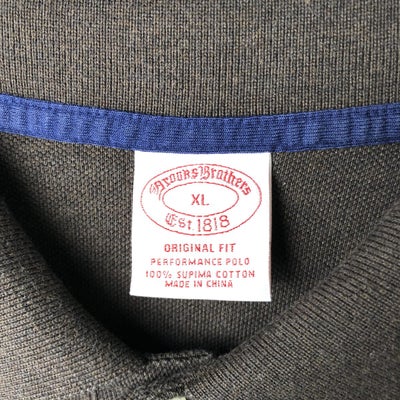 Brooks Brothers
XL
Est. 1818
ORIGINAL FIT
PERFORMANCE POLO
100% SUPIMA COTTON
MADE IN CHINA